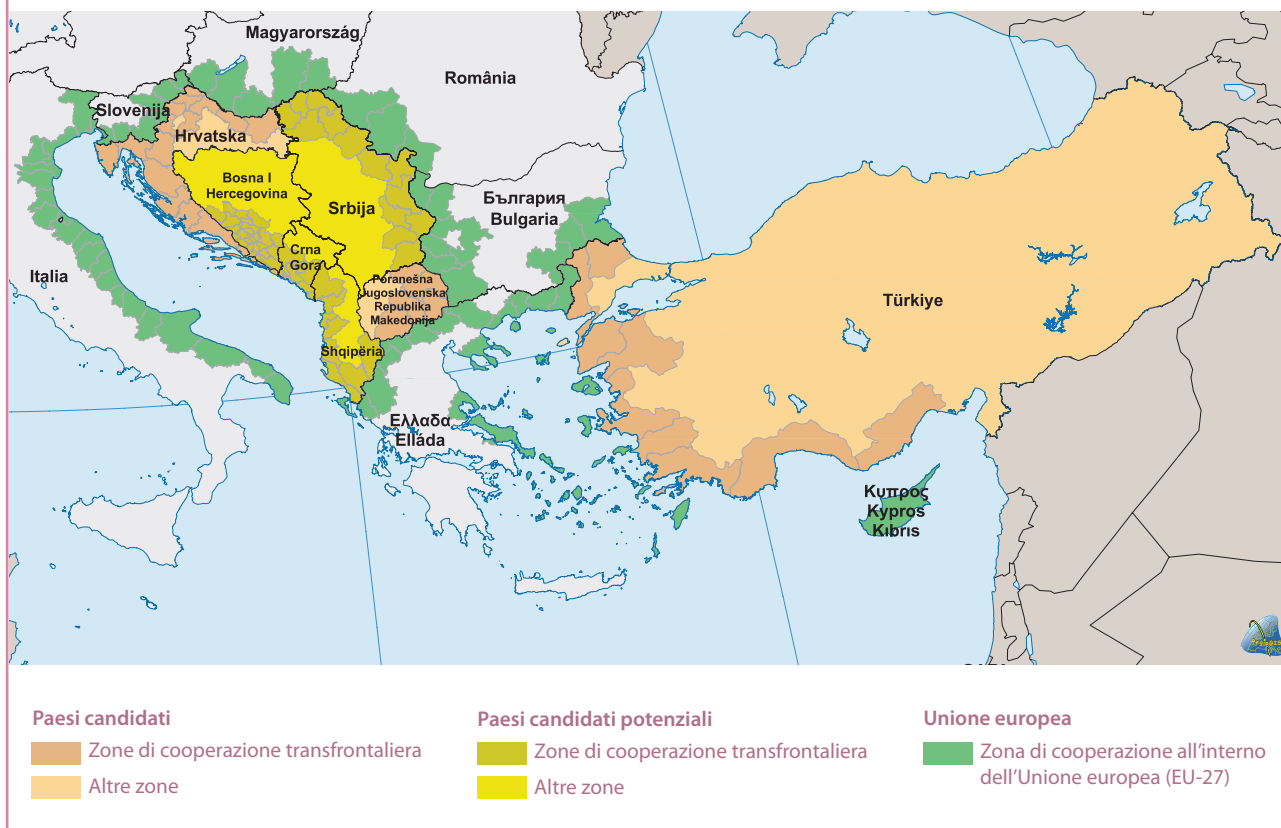 Magyarország
România
Slovenija
Hrvatska
Bosna I
Hercegovina
Srbija
България
Bulgaria
Crna
Gora
Italia
Poranešna
Jugoslovenska
Republika
Makedonija
Türkiye
Shqipëria
Ελλαδα
Elláda
Κυπρος
Kypros
Kıbrıs
Paesi candidati
Zone di cooperazione transfrontaliera
Altre zone
Paesi candidati potenziali
Zone di cooperazione transfrontaliera
Altre zone
Unione europea
Zona di cooperazione all'interno
dell'Unione europea (EU-27)